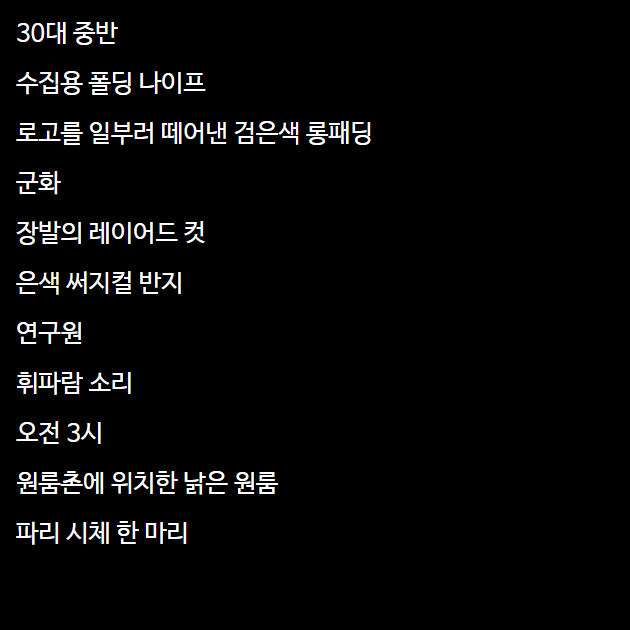 30대 중반
수집용 폴딩 나이프
로고를 일부러 떼어낸 검은색 롱패딩
군화
장발의 레이어드 컷
은색 써지컬 반지
연구원
휘파람 소리
오전 3시
원룸촌에 위치한 낡은 원룸
파리 시체 한 마리